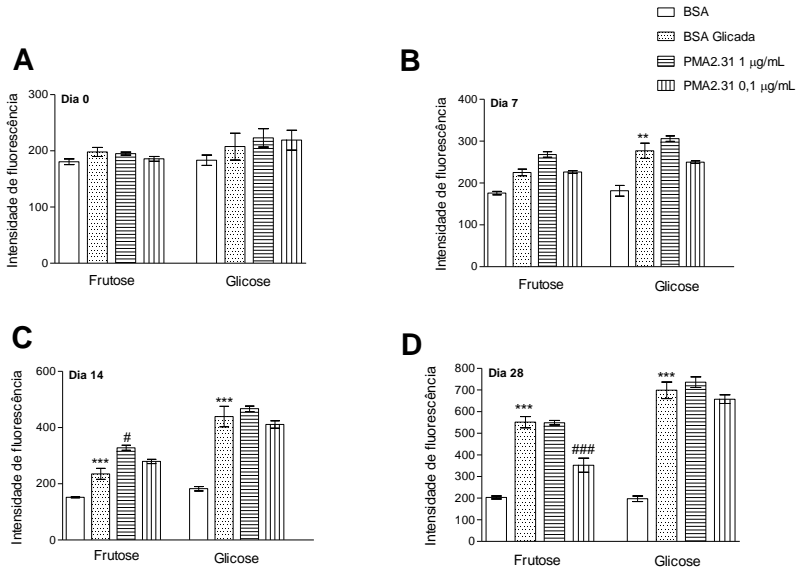 BSA
BSA Glicada
PMA2.31 1 μg/mL
PMA2.31 0,1 μg/mL
A
Dia 0
Intensidade de fluorescência
300
200
100
0
Frutose
Glicose
B
Dia 7
Intensidade de fluorescência
400
300
200
100
0
**
Frutose
Glicose
C
Dia 14
Intensidade de fluorescência
600
400
200
0
***
#
***
Frutose
Glicose
D
Dia 28
Intensidade de fluorescência
800
700
600
500
400
300
200
100
0
***
###
***
Frutose
Glicose